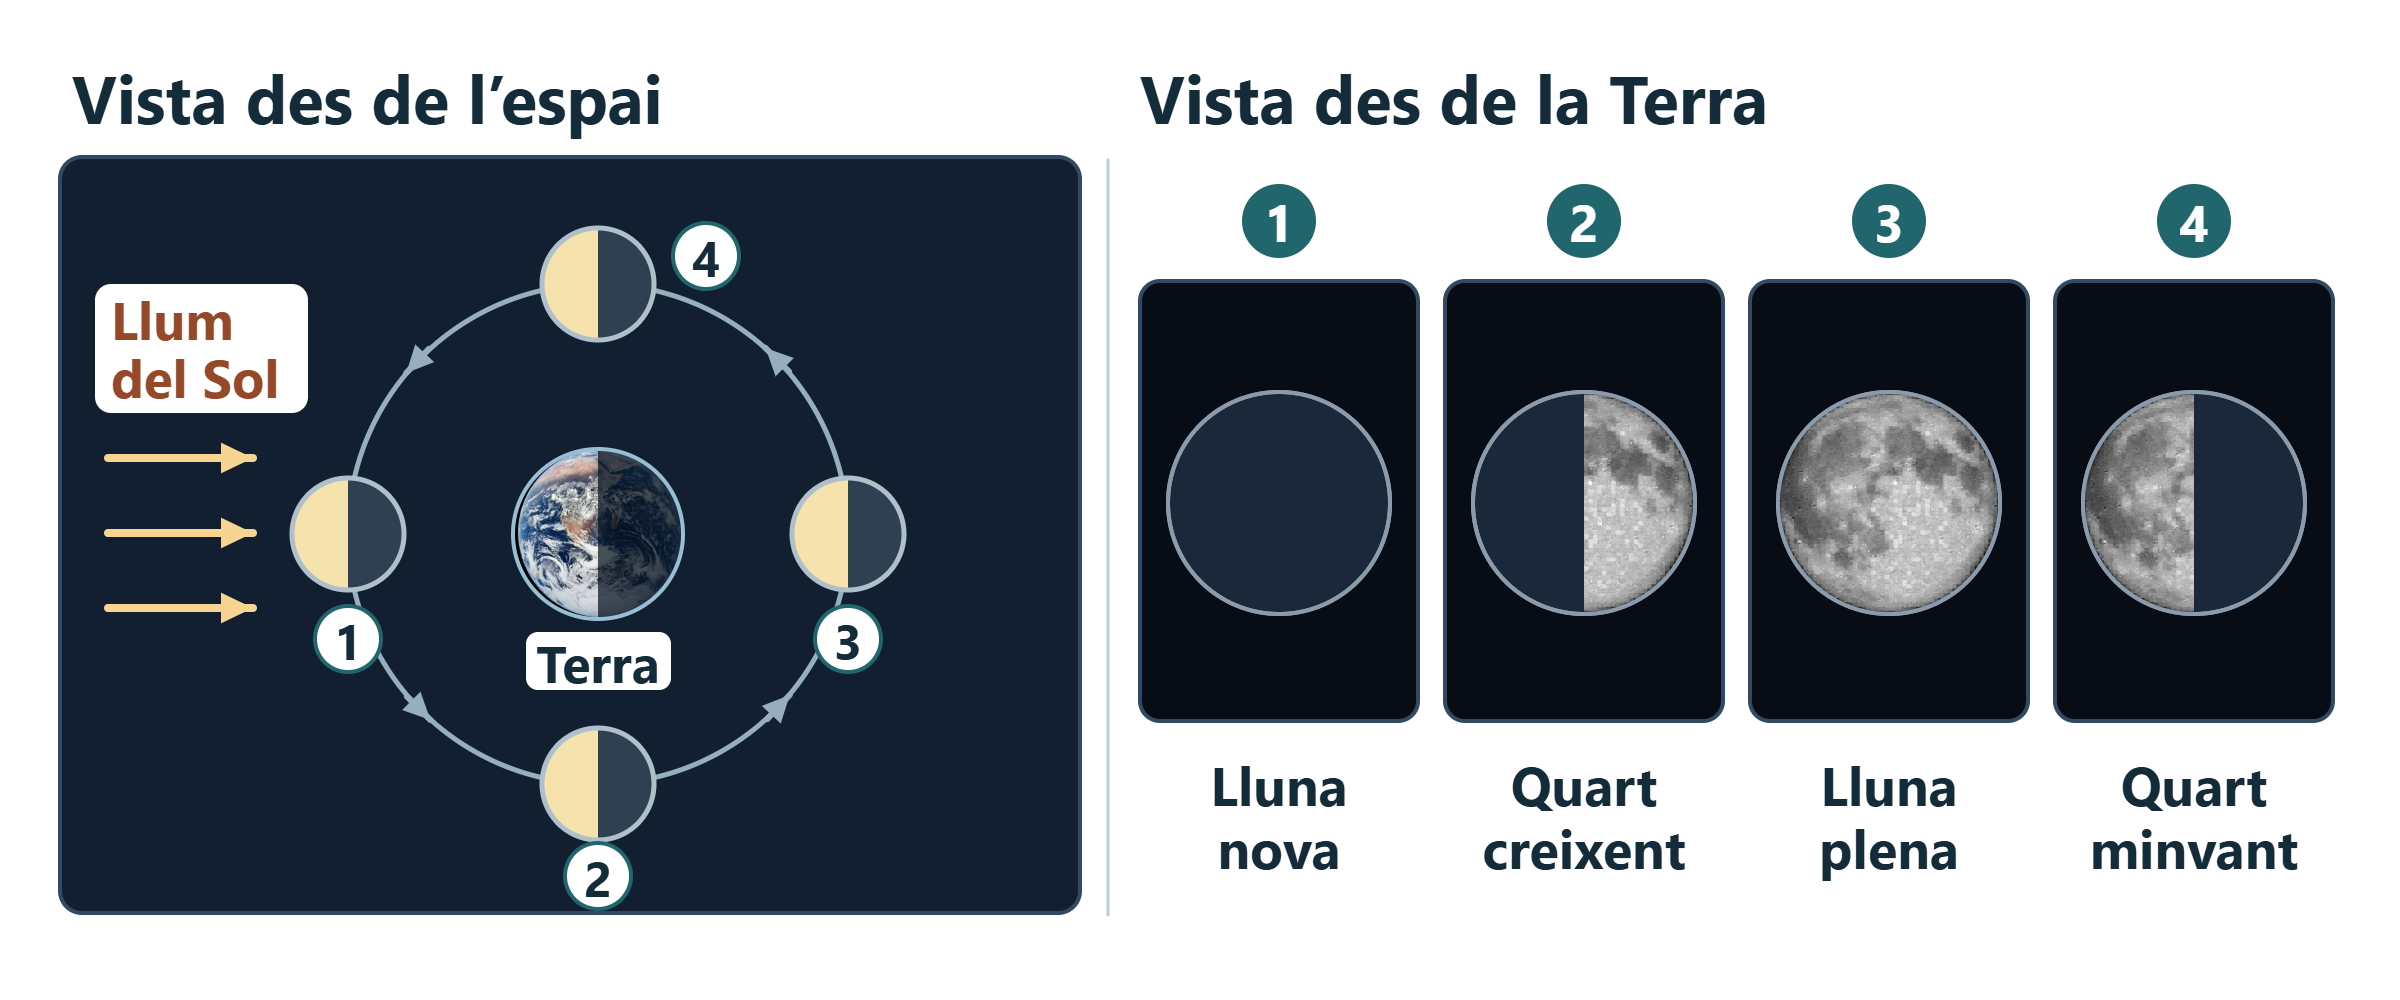 Vista des de l’espai
4
Llum
del Sol
1
Terra
3
2
Vista des de la Terra
1
2
3
4
Lluna
nova
Quart
creixent
Lluna
plena
Quart
minvant